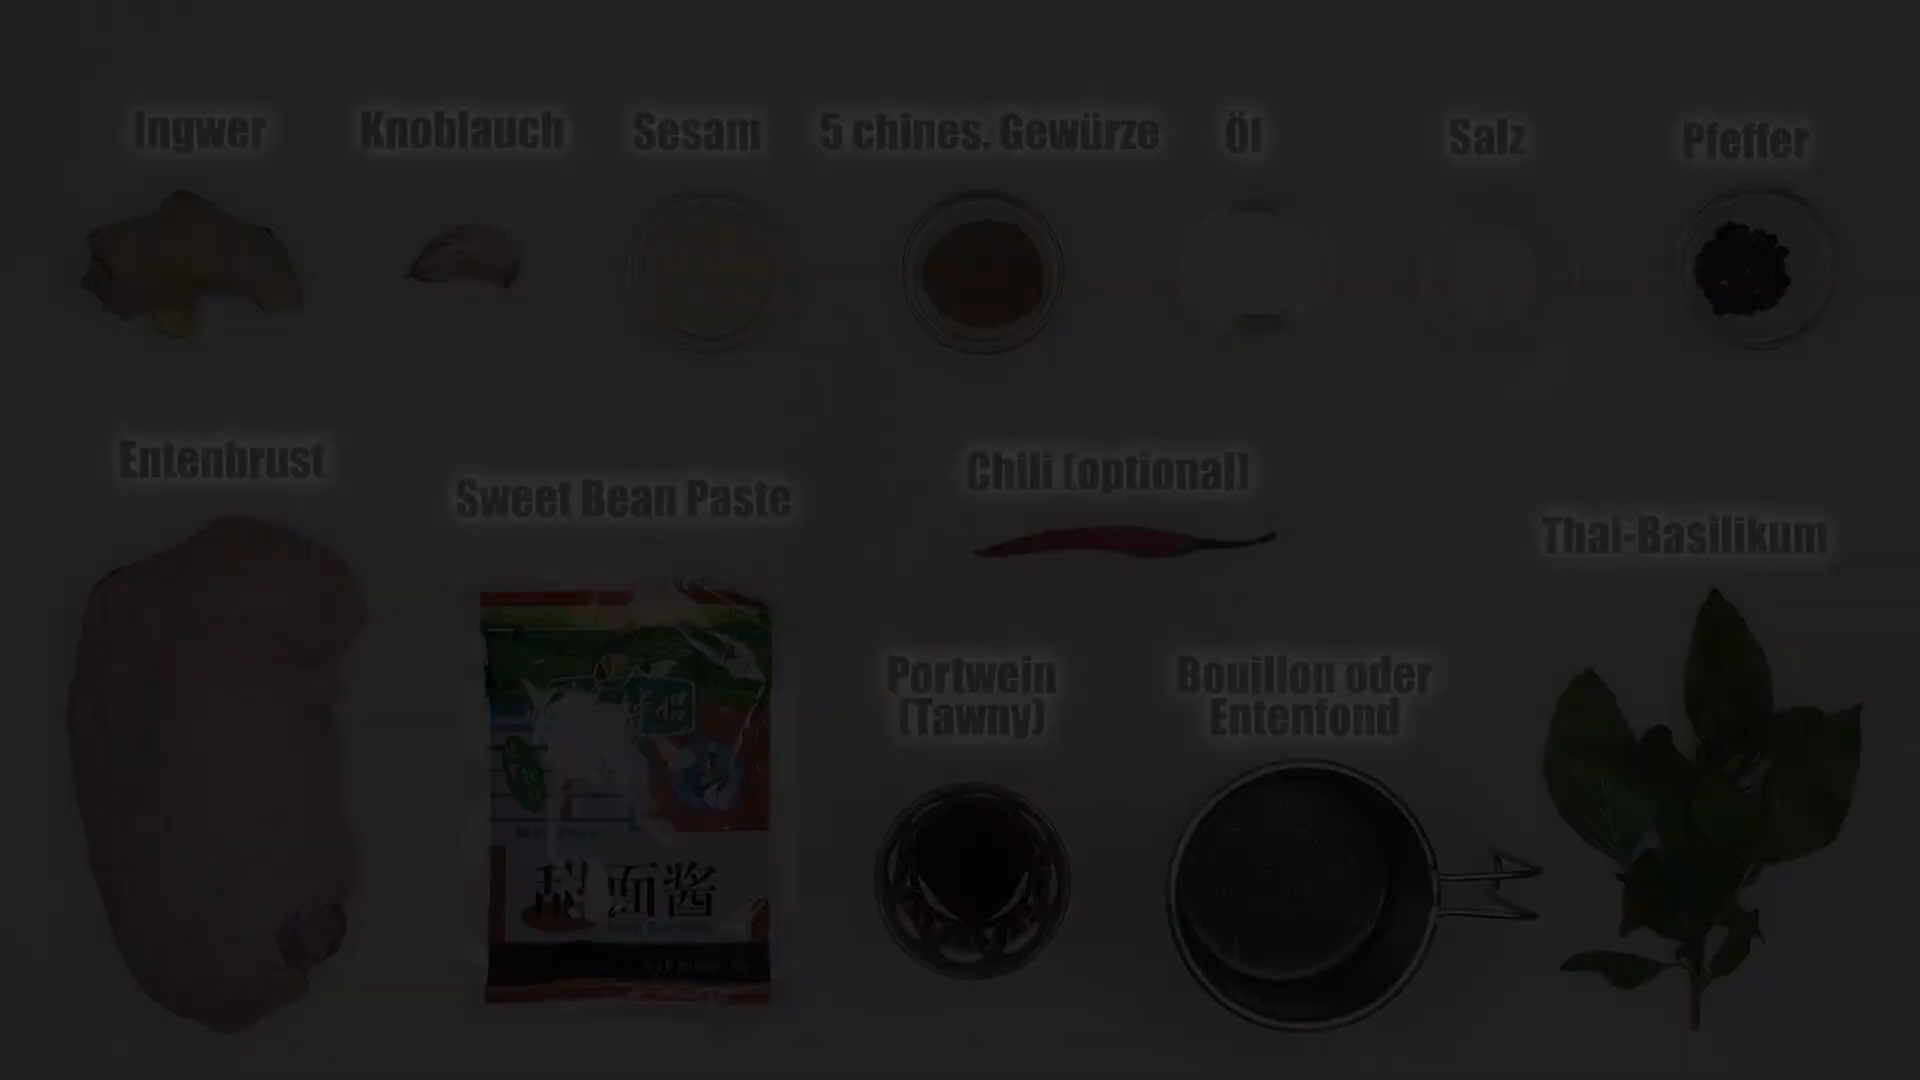 Ingwer
Knoblauch
Sesam
5 chines. Gewürze
Öl
Salz
Pfeffer
Entenbrust
Sweet Bean Paste
Chili (optional)
Thai-Basilikum
Portwein
(Tawny)
Bouillon oder
Entenfond
甜面酱